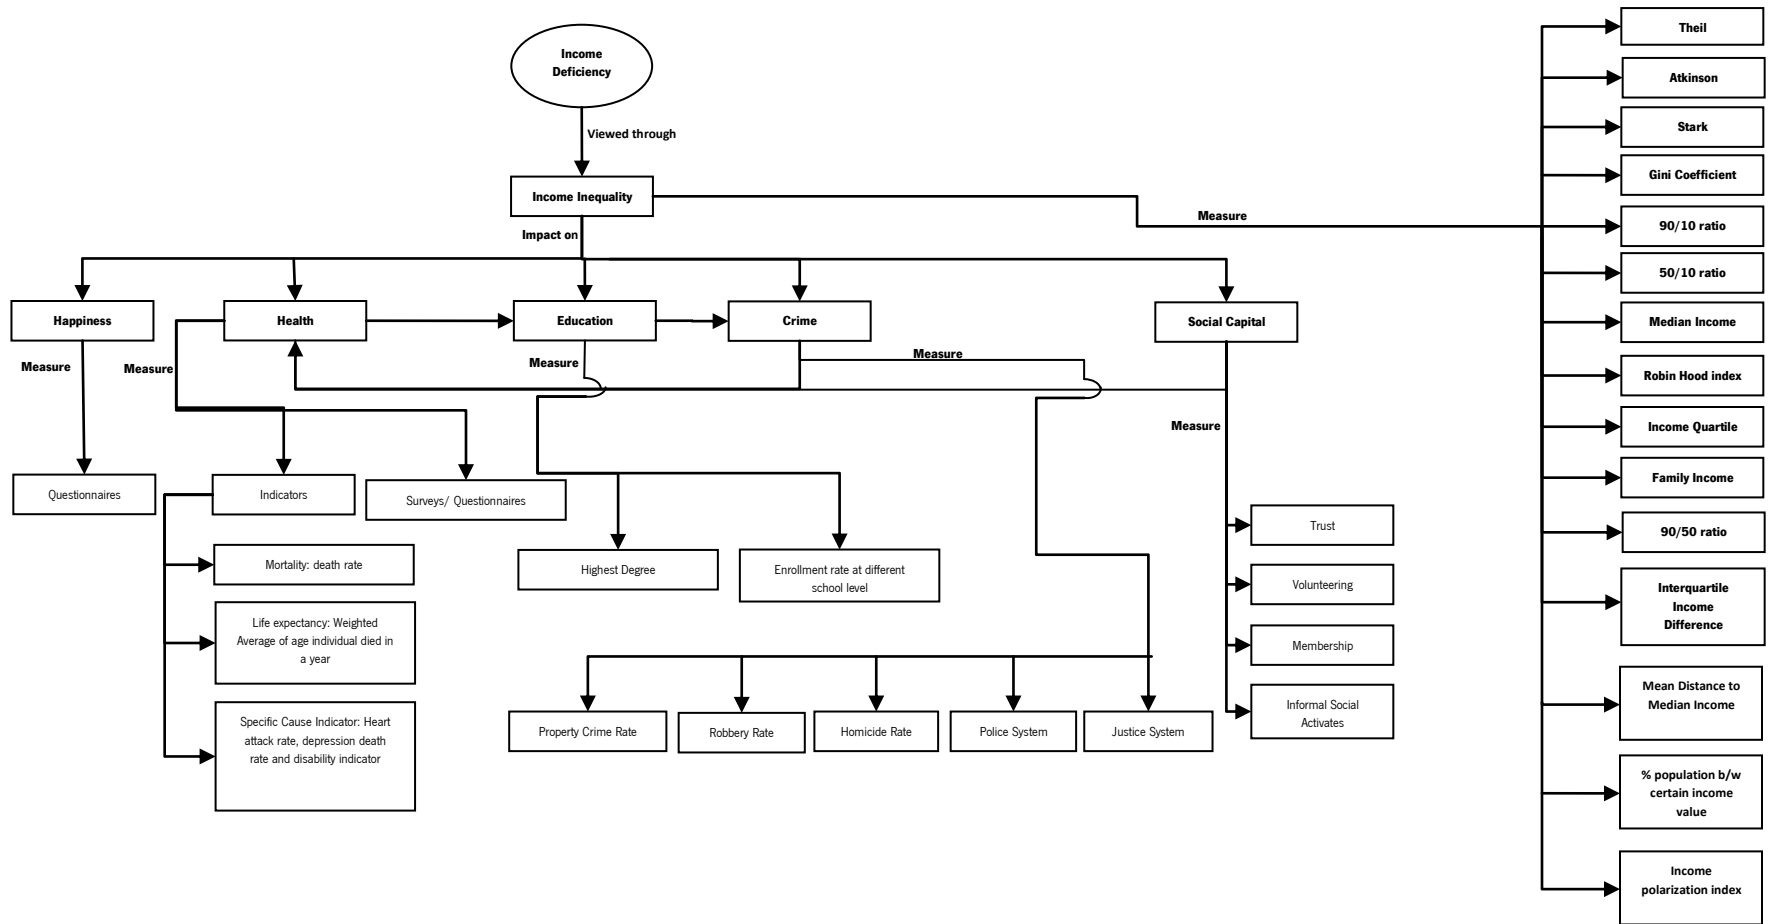 Income
Deficiency
Viewed through
Income Inequality
Impact on
Measure
Happiness
Health
Education
Crime
Social Capital
Measure
Measure
Measure
Measure
Measure
Questionnaires
Indicators
Surveys/ Questionnaires
Mortality: death rate
Life expectancy: Weighted
Average of age individual died in
a year
Specific Cause Indicator: Heart
attack rate, depression death
rate and disability indicator
Highest Degree
Enrollment rate at different
school level
Property Crime Rate
Robbery Rate
Homicide Rate
Police System
Justice System
Trust
Volunteering
Membership
Informal Social
Activates
Theil
Atkinson
Stark
Gini Coefficient
90/10 ratio
50/10 ratio
Median Income
Robin Hood index
Income Quartile
Family Income
90/50 ratio
Interquartile
Income
Difference
Mean Distance to
Median Income
% population b/w
certain income
value
Income
polarization index